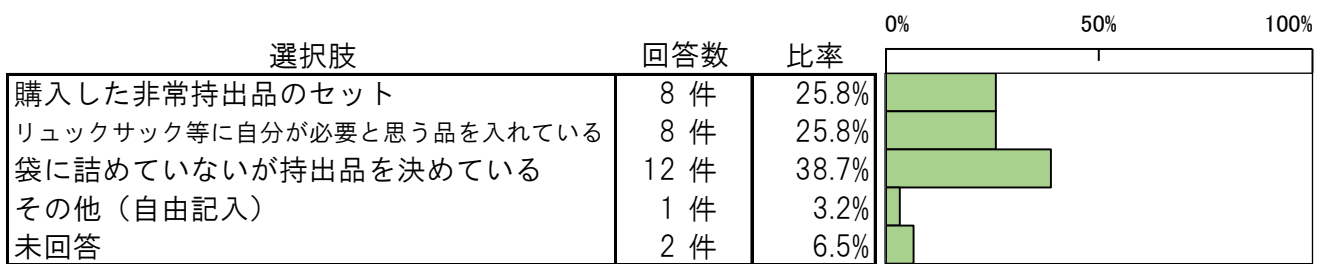 0% 50% 100%
選択肢 回答数 比率
購入した非常持出品のセット 8 件 25.8%
リュックサック等に自分が必要と思う品を入れている 8 件 25.8%
袋に詰めていないが持出品を決めている 12 件 38.7%
その他（自由記入） 1 件 3.2%
未回答 2 件 6.5%